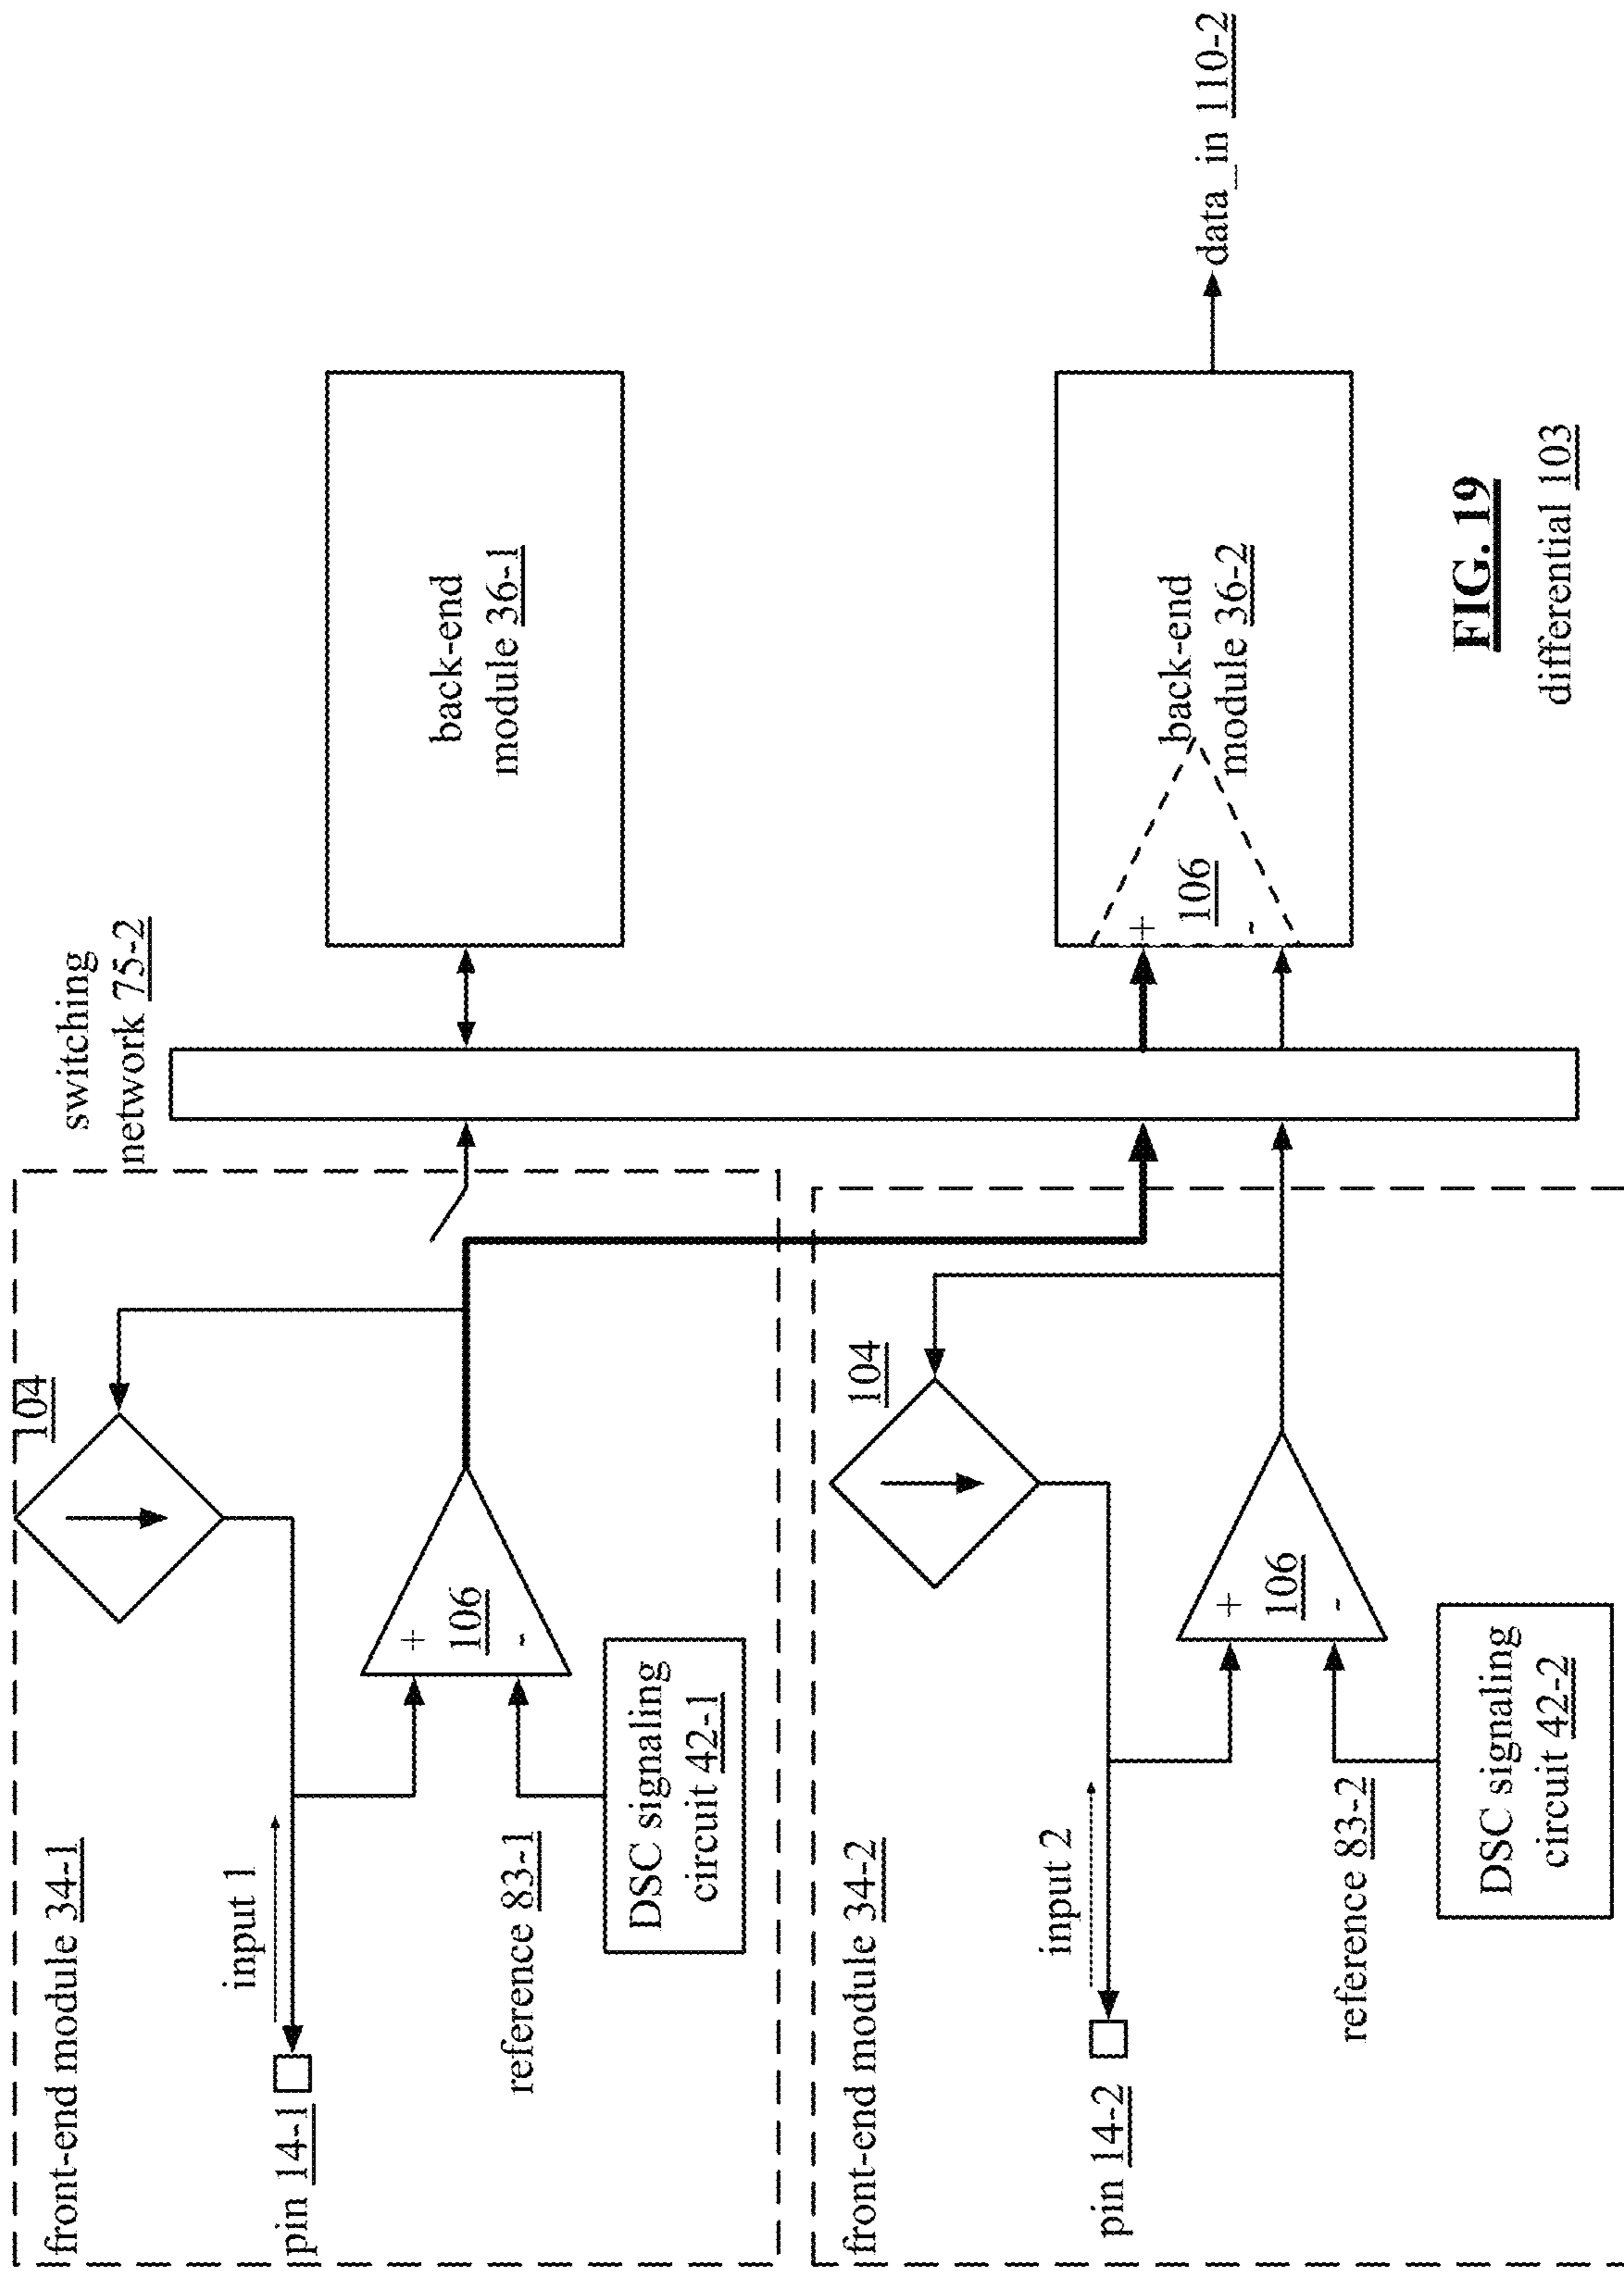 switching
network 75-2
front-end module 34-1
104
input 1
pin 14-1
+
106
-
reference 83-1
DSC signaling
circuit 42-1
back-end
module 36-1
front-end module 34-2
104
input 2
pin 14-2
+
106
-
reference 83-2
DSC signaling
circuit 42-2
+
106
-
back-end
module 36-2
data_in 110-2
FIG. 19
differential 103